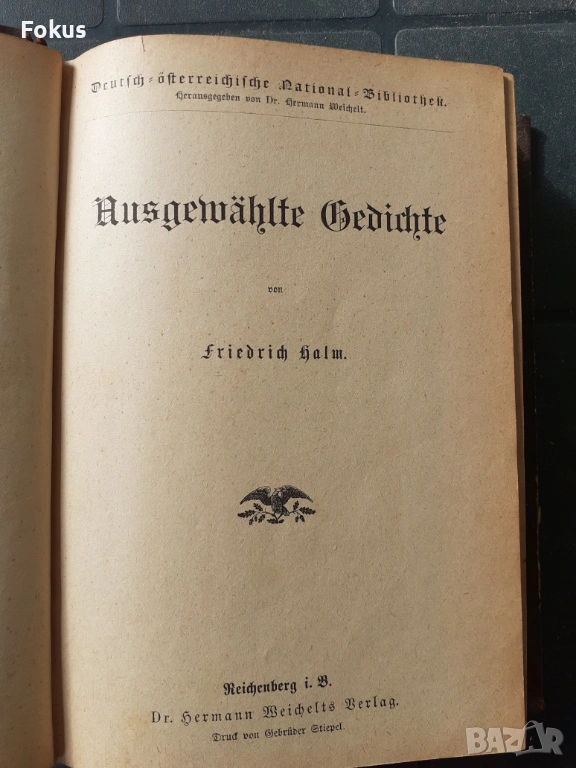 Fokus
Deutsch-österreichische National-Bibliothek.
Herausgegeben von Dr. Hermann Weichelt.
Ausgewählte Gedichte
von
Friedrich Halm.
Reichenberg i. B.
Dr. Hermann Weichelts Verlag.
Druck von Gebrüder Stiepel.
BAZAR